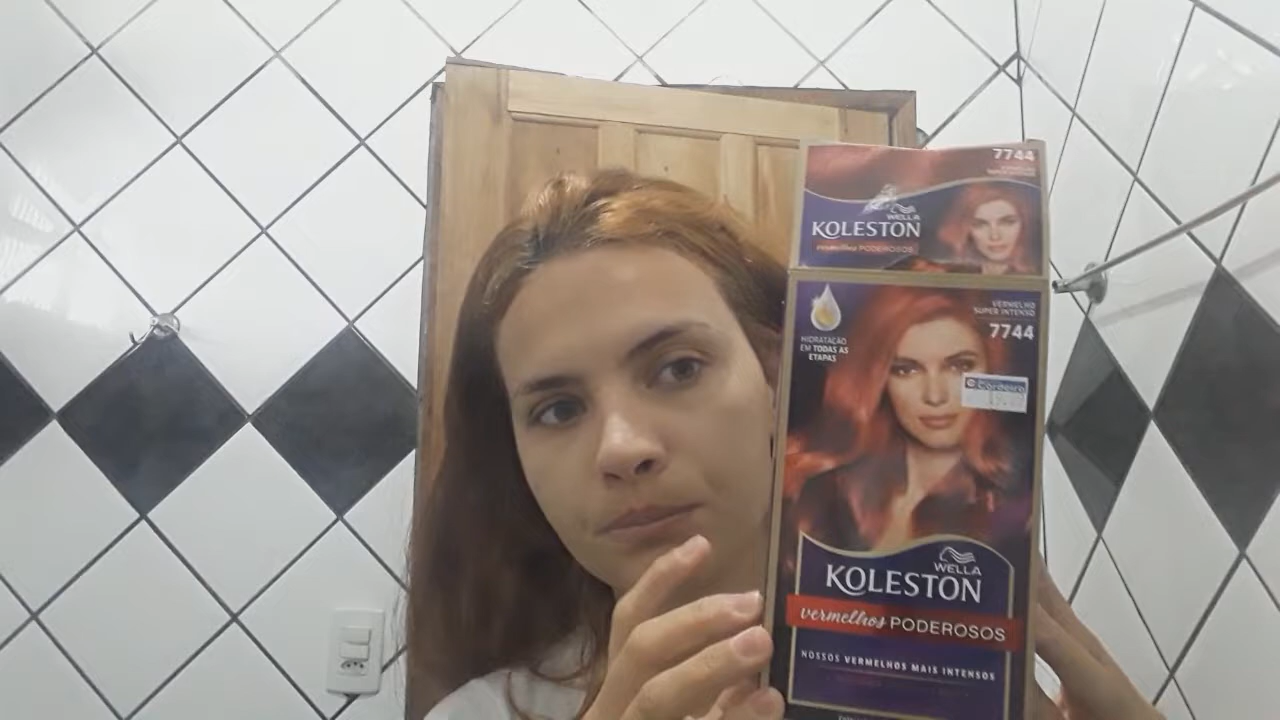 7744
WELLA
KOLESTON
vermelhos PODEROSOS
HIDRATAÇÃO
EM TODAS AS
ETAPAS
VERMELHO
SUPER INTENSO
7744
Cordeiro
WELLA
KOLESTON
vermelhos PODEROSOS
NOSSOS VERMELHOS MAIS INTENSOS